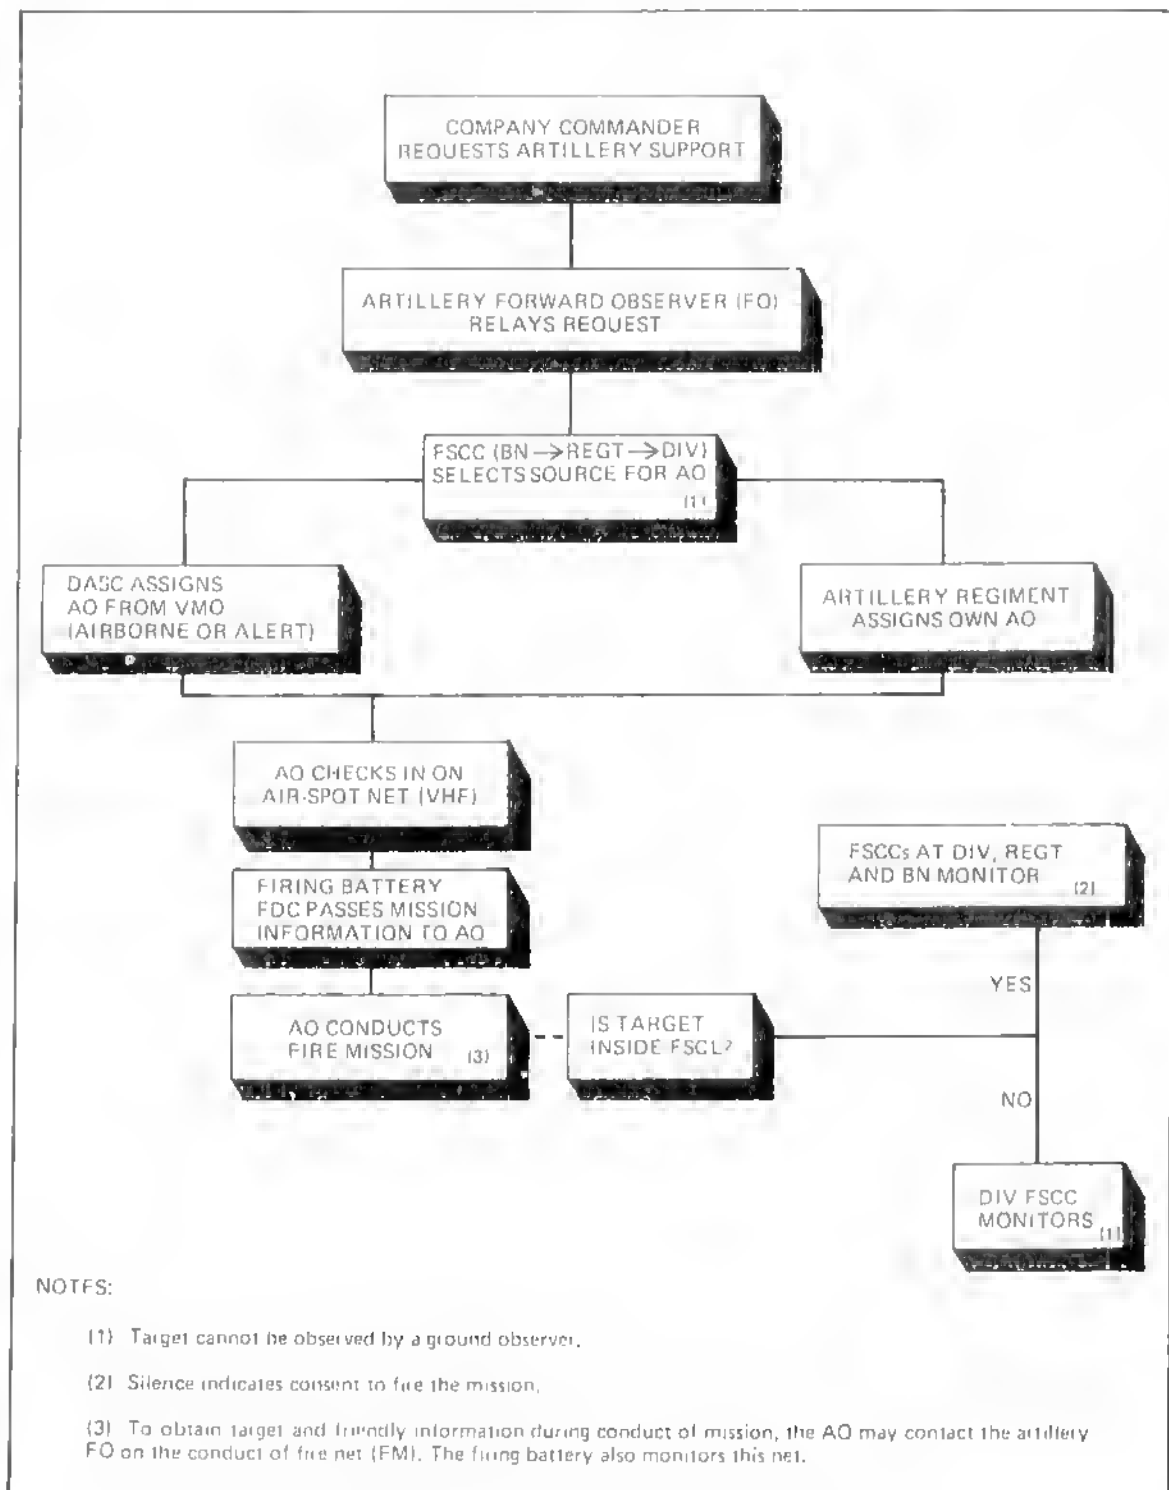 COMPANY COMMANDER
REQUESTS ARTILLERY SUPPORT
ARTILLERY FORWARD OBSERVER (FO)
RELAYS REQUEST
FSCC (BN→REGT→DIV)
SELECTS SOURCE FOR AO
(1)
DASC ASSIGNS
AO FROM VMO
(AIRBORNE OR ALERT)
ARTILLERY REGIMENT
ASSIGNS OWN AO
AO CHECKS IN ON
AIR-SPOT NET (VHF)
FIRING BATTERY
FDC PASSES MISSION
INFORMATION TO AO
FSCCs AT DIV, REGT
AND BN MONITOR (2)
YES
AO CONDUCTS
FIRE MISSION (3)
IS TARGET
INSIDE FSCL?
NO
DIV FSCC
MONITORS (1)
NOTES:
(1) Target cannot be observed by a ground observer.
(2) Silence indicates consent to fire the mission.
(3) To obtain target and friendly information during conduct of mission, the AO may contact the artillery
FO on the conduct of fire net (FM). The firing battery also monitors this net.